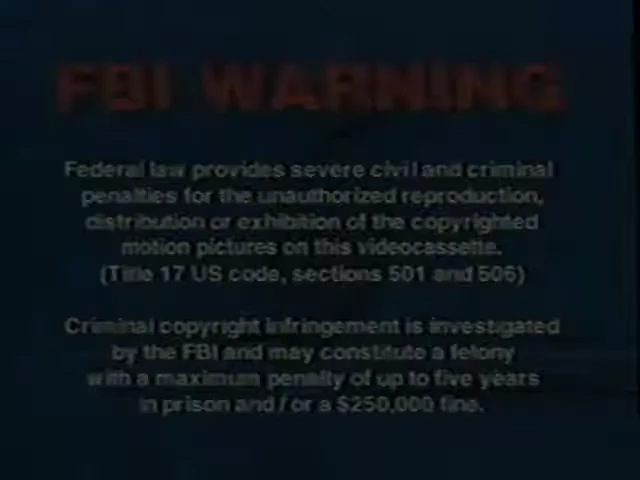 FBI WARNING
Federal law provides severe civil and criminal
penalties for the unauthorized reproduction,
distribution or exhibition of the copyrighted
motion pictures on this videocassette.
(Title 17 US code, sections 501 and 506)
Criminal copyright infringement is investigated
by the FBI and may constitute a felony
with a maximum penalty of up to five years
in prison and / or a $250,000 fine.